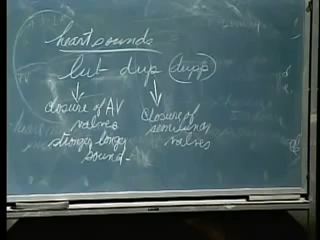 heart sounds
lub dup (dupp)
closure of AV
valves
stronger longer
sound.
closure of
semilunar
valves